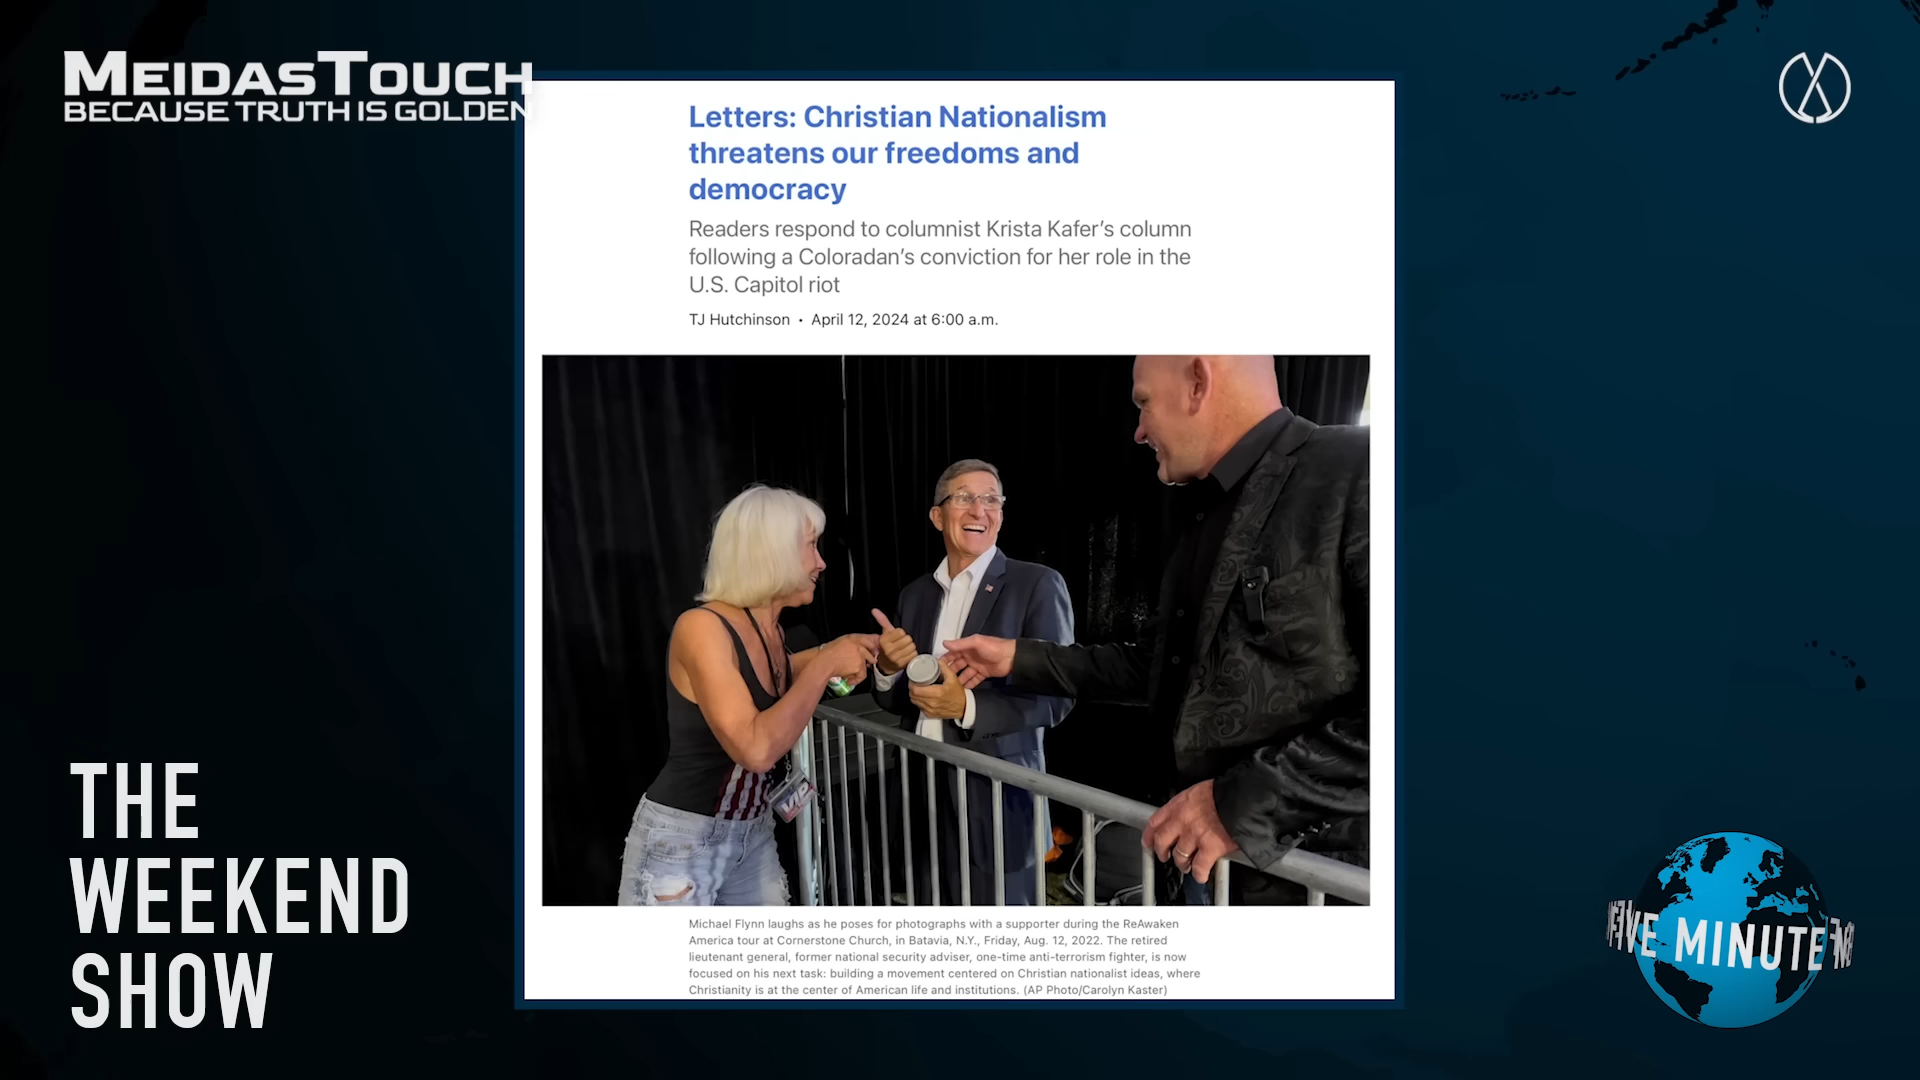 MEIDASTOUCH
BECAUSE TRUTH IS GOLDEN
Letters: Christian Nationalism
threatens our freedoms and
democracy
Readers respond to columnist Krista Kafer’s column
following a Coloradan’s conviction for her role in the
U.S. Capitol riot
TJ Hutchinson • April 12, 2024 at 6:00 a.m.
VIP
Michael Flynn laughs as he poses for photographs with a supporter during the ReAwaken
America tour at Cornerstone Church, in Batavia, N.Y., Friday, Aug. 12, 2022. The retired
lieutenant general, former national security adviser, one-time anti-terrorism fighter, is now
focused on his next task: building a movement centered on Christian nationalist ideas, where
Christianity is at the center of American life and institutions. (AP Photo/Carolyn Kaster)
THE
WEEKEND
SHOW
FIVE MINUTE